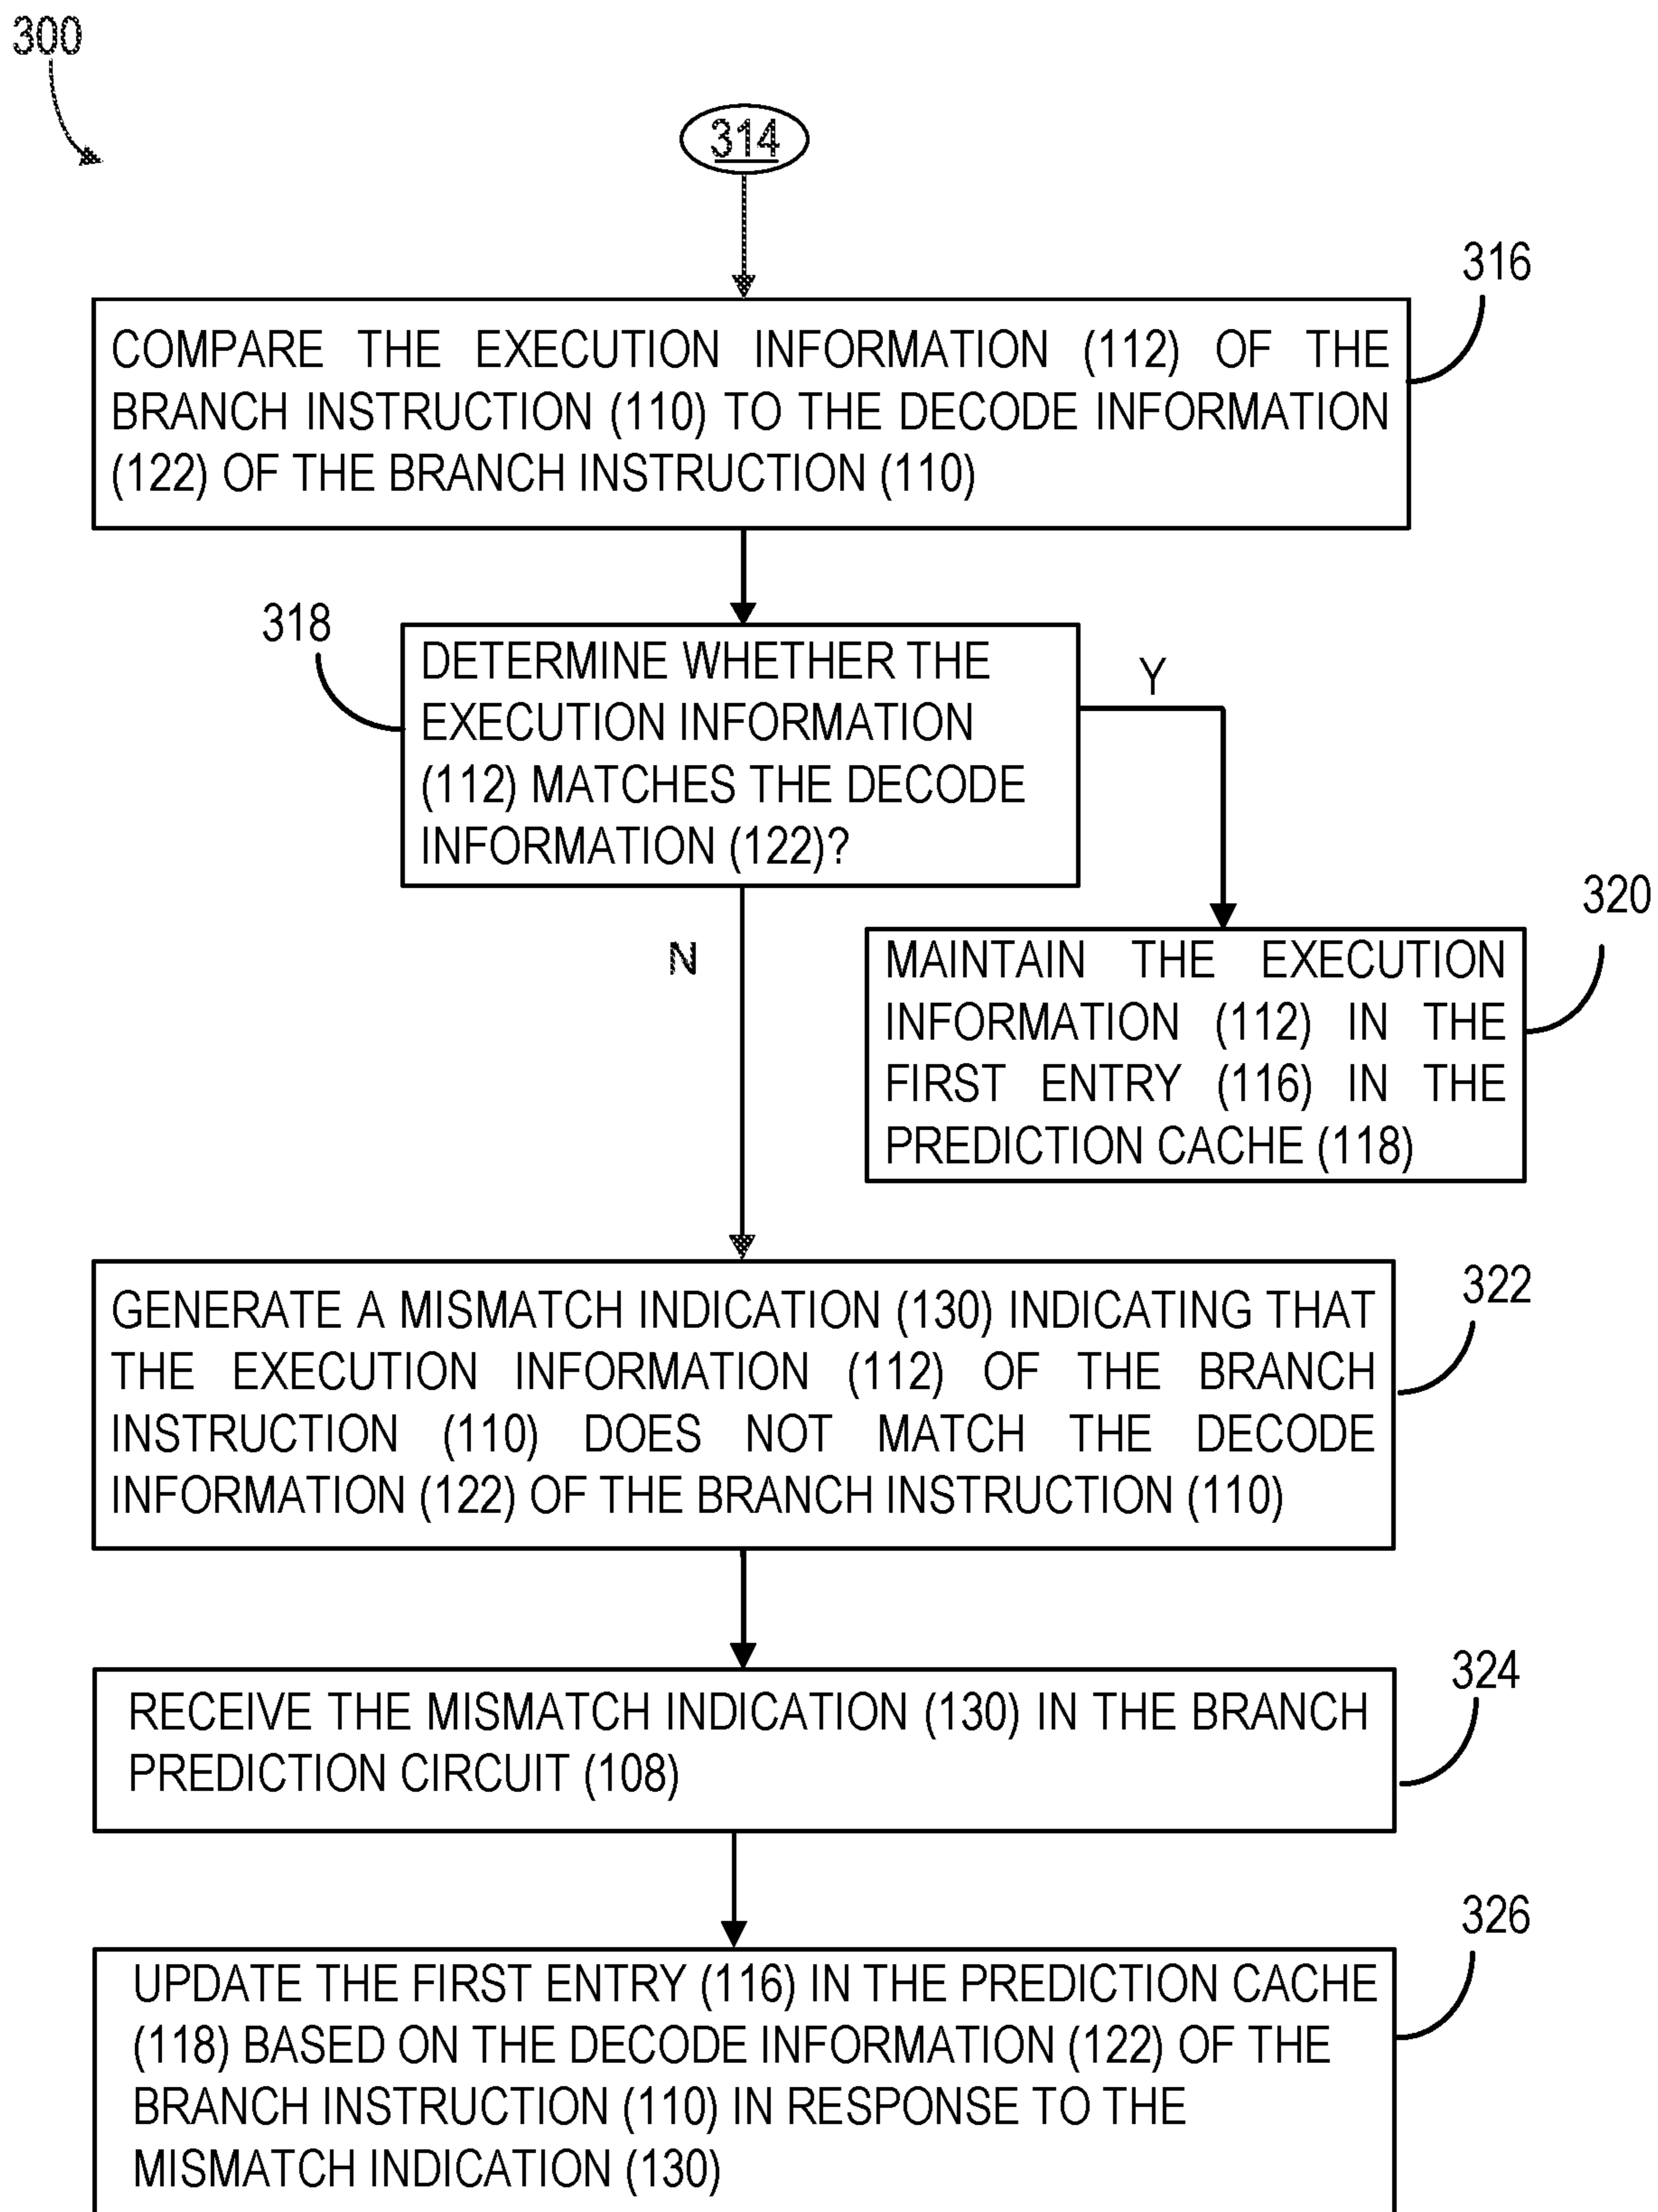 300
314
316
COMPARE THE EXECUTION INFORMATION (112) OF THE
BRANCH INSTRUCTION (110) TO THE DECODE INFORMATION
(122) OF THE BRANCH INSTRUCTION (110)
318
DETERMINE WHETHER THE
EXECUTION INFORMATION
(112) MATCHES THE DECODE
INFORMATION (122)?
Y
N
320
MAINTAIN THE EXECUTION
INFORMATION (112) IN THE
FIRST ENTRY (116) IN THE
PREDICTION CACHE (118)
322
GENERATE A MISMATCH INDICATION (130) INDICATING THAT
THE EXECUTION INFORMATION (112) OF THE BRANCH
INSTRUCTION (110) DOES NOT MATCH THE DECODE
INFORMATION (122) OF THE BRANCH INSTRUCTION (110)
324
RECEIVE THE MISMATCH INDICATION (130) IN THE BRANCH
PREDICTION CIRCUIT (108)
326
UPDATE THE FIRST ENTRY (116) IN THE PREDICTION CACHE
(118) BASED ON THE DECODE INFORMATION (122) OF THE
BRANCH INSTRUCTION (110) IN RESPONSE TO THE
MISMATCH INDICATION (130)